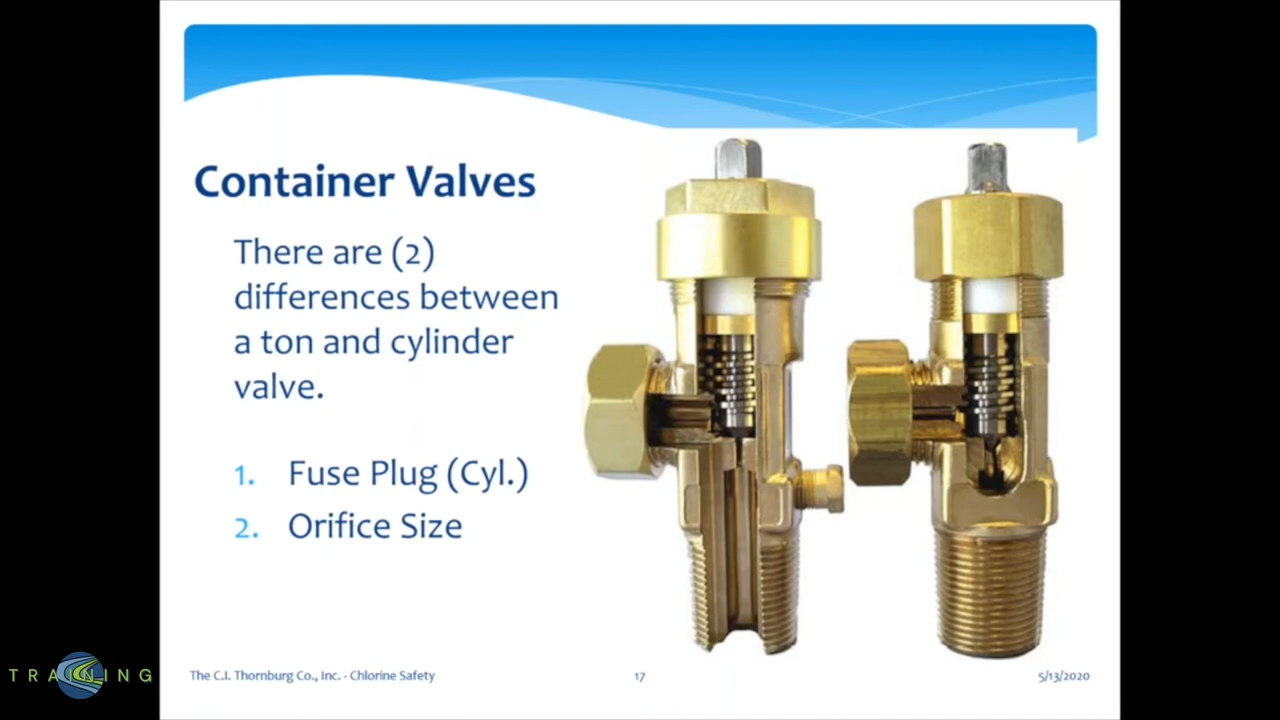 Container Valves
There are (2)
differences between
a ton and cylinder
valve.
1. Fuse Plug (Cyl.)
2. Orifice Size
TRAINING
The C.I. Thornburg Co., Inc. - Chlorine Safety
17
5/13/2020